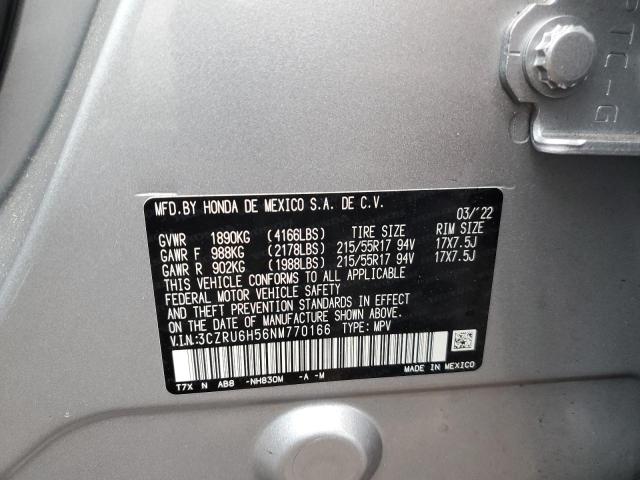 PTC-G
MFD.BY HONDA DE MEXICO S.A. DE C.V.
03/'22
GVWR 1890KG (4166LBS) TIRE SIZE RIM SIZE
GAWR F 988KG (2178LBS) 215/55R17 94V 17X7.5J
GAWR R 902KG (1988LBS) 215/55R17 94V 17X7.5J
THIS VEHICLE CONFORMS TO ALL APPLICABLE
FEDERAL MOTOR VEHICLE SAFETY
AND THEFT PREVENTION STANDARDS IN EFFECT
ON THE DATE OF MANUFACTURE SHOWN ABOVE.
V.I.N.:3CZRU6H56NM770166 TYPE: MPV
T7X N AB8 -NH830M -A -M MADE IN MEXICO